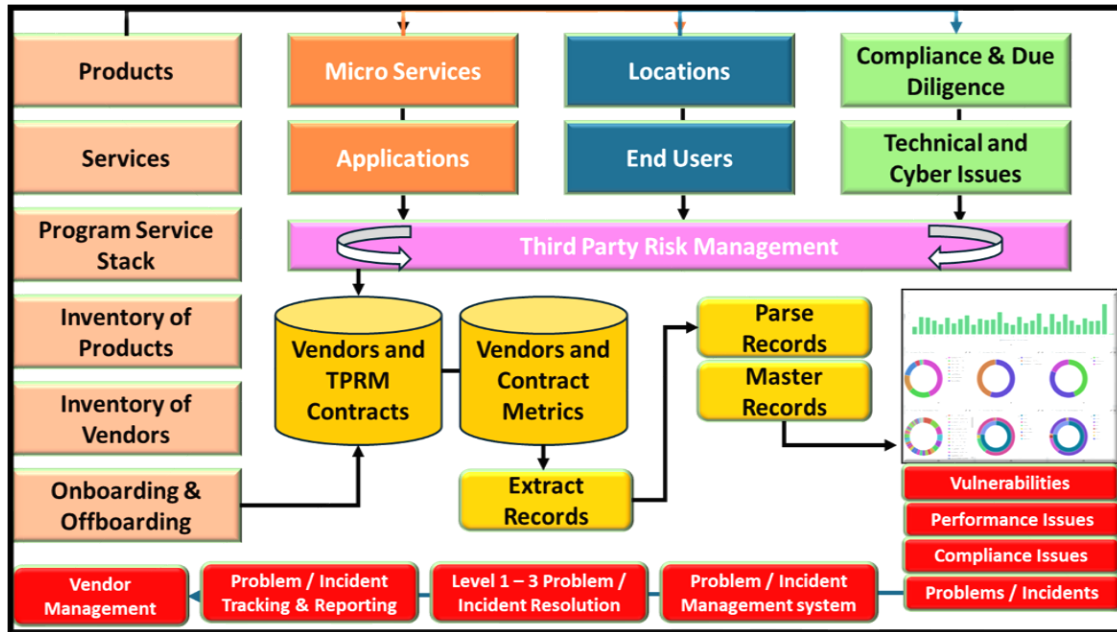 Products
Services
Program Service
Stack
Inventory of
Products
Inventory of
Vendors
Onboarding &
Offboarding
Micro Services
Applications
Locations
End Users
Compliance & Due
Diligence
Technical and
Cyber Issues
Third Party Risk Management
Vendors and
TPRM
Contracts
Vendors and
Contract
Metrics
Extract
Records
Parse
Records
Master
Records
Vulnerabilities
Performance Issues
Compliance Issues
Problems / Incidents
Problem / Incident
Management system
Level 1 – 3 Problem /
Incident Resolution
Problem / Incident
Tracking & Reporting
Vendor
Management